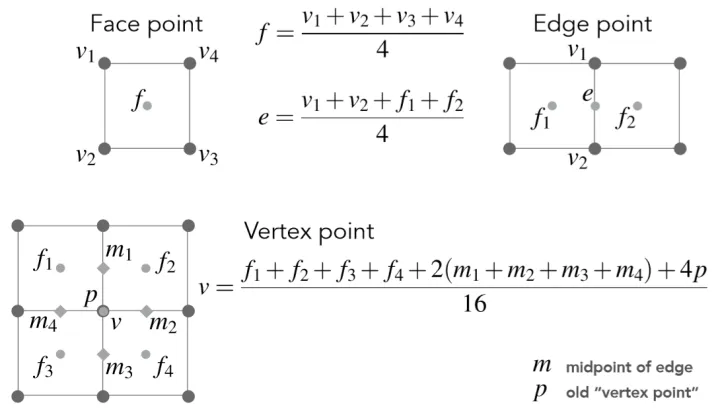 Face point
v₁ v₄
f
v₂ v₃
f = (v₁ + v₂ + v₃ + v₄) / 4
e = (v₁ + v₂ + f₁ + f₂) / 4
Edge point
v₁
e
f₁ f₂
v₂
Vertex point
v = (f₁ + f₂ + f₃ + f₄ + 2(m₁ + m₂ + m₃ + m₄) + 4p) / 16
f₁ m₁ f₂
p
m₄ v m₂
f₃ m₃ f₄
m midpoint of edge
p old "vertex point"